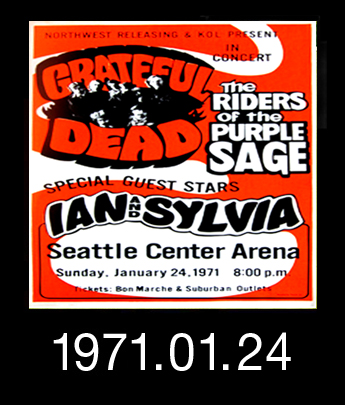 NORTHWEST RELEASING & KOL PRESENT
IN
CONCERT
GRATEFUL
DEAD
The
RIDERS
of the
PURPLE
SAGE
SPECIAL GUEST STARS
IAN AND SYLVIA
Seattle Center Arena
Sunday, January 24, 1971 8:00 p.m.
Tickets: Bon Marche & Suburban Outlets
1971.01.24